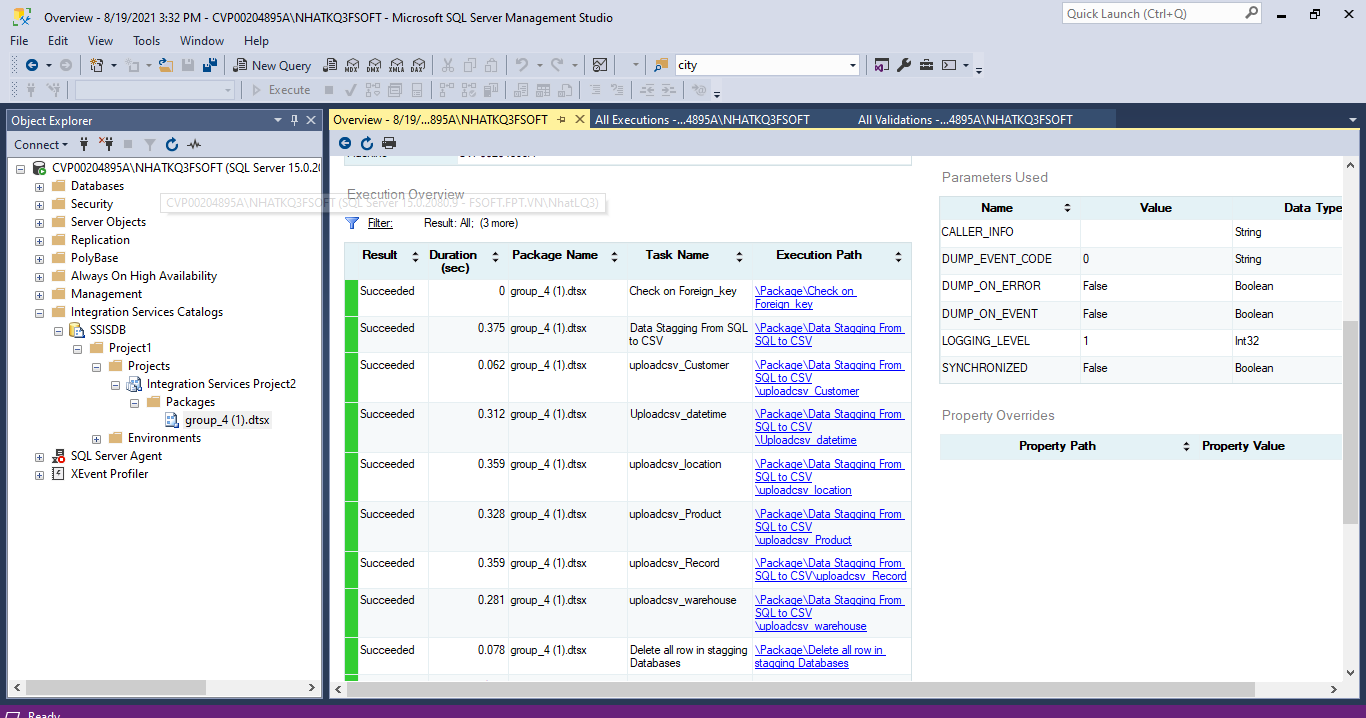 Overview - 8/19/2021 3:32 PM - CVP00204895A\NHATKQ3FSOFT - Microsoft SQL Server Management Studio
Quick Launch (Ctrl+Q)
File Edit View Tools Window Help
New Query
MDX DMX XMLA DAX
city
Execute
Object Explorer
Connect
CVP00204895A\NHATKQ3FSOFT (SQL Server 15.0.20
Databases
Security
Server Objects
Replication
PolyBase
Always On High Availability
Management
Integration Services Catalogs
SSISDB
Project1
Projects
Integration Services Project2
Packages
group_4 (1).dtsx
Environments
SQL Server Agent
XEvent Profiler
Overview - 8/19/...895A\NHATKQ3FSOFT
All Executions -...4895A\NHATKQ3FSOFT
All Validations -...4895A\NHATKQ3FSOFT
Execution Overview
CVP00204895A\NHATKQ3FSOFT (SQL Server 15.0.2080.9 - FSOFT.FPT.VN\NhatLQ3)
Filter: Result: All; (3 more)
Result Duration (sec) Package Name Task Name Execution Path
Succeeded 0 group_4 (1).dtsx Check on Foreign_key \Package\Check on
Foreign_key
Succeeded 0.375 group_4 (1).dtsx Data Stagging From SQL \Package\Data Stagging From
to CSV SQL to CSV
Succeeded 0.062 group_4 (1).dtsx uploadcsv_Customer \Package\Data Stagging From
SQL to CSV
\uploadcsv_Customer
Succeeded 0.312 group_4 (1).dtsx Uploadcsv_datetime \Package\Data Stagging From
SQL to CSV
\Uploadcsv_datetime
Succeeded 0.359 group_4 (1).dtsx uploadcsv_location \Package\Data Stagging From
SQL to CSV
\uploadcsv_location
Succeeded 0.328 group_4 (1).dtsx uploadcsv_Product \Package\Data Stagging From
SQL to CSV
\uploadcsv_Product
Succeeded 0.359 group_4 (1).dtsx uploadcsv_Record \Package\Data Stagging From
SQL to CSV\uploadcsv_Record
Succeeded 0.281 group_4 (1).dtsx uploadcsv_warehouse \Package\Data Stagging From
SQL to CSV
\uploadcsv_warehouse
Succeeded 0.078 group_4 (1).dtsx Delete all row in stagging \Package\Delete all row in
Databases stagging Databases
Parameters Used
Name Value Data Type
CALLER_INFO String
DUMP_EVENT_CODE 0 String
DUMP_ON_ERROR False Boolean
DUMP_ON_EVENT False Boolean
LOGGING_LEVEL 1 Int32
SYNCHRONIZED False Boolean
Property Overrides
Property Path Property Value
Ready